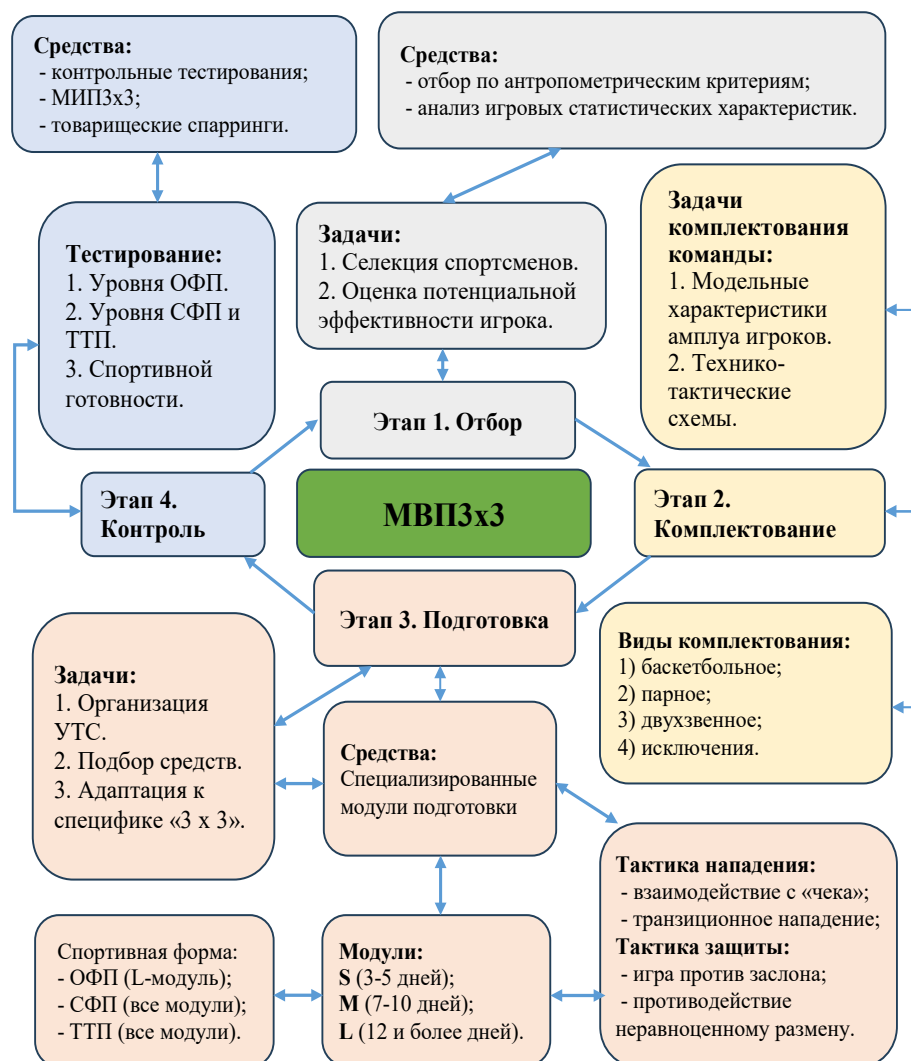 Средства:
- контрольные тестирования;
- МИП3х3;
- товарищеские спарринги.
Средства:
- отбор по антропометрическим критериям;
- анализ игровых статистических характеристик.
Тестирование:
1. Уровня ОФП.
2. Уровня СФП и
ТТП.
3. Спортивной
готовности.
Задачи:
1. Селекция спортсменов.
2. Оценка потенциальной
эффективности игрока.
Задачи
комплектования
команды:
1. Модельные
характеристики
амплуа игроков.
2. Технико-
тактические
схемы.
Этап 1. Отбор
Этап 4.
Контроль
МВП3х3
Этап 2.
Комплектование
Этап 3. Подготовка
Задачи:
1. Организация
УТС.
2. Подбор средств.
3. Адаптация к
специфике «3 х 3».
Средства:
Специализированные
модули подготовки
Виды комплектования:
1) баскетбольное;
2) парное;
3) двухзвенное;
4) исключения.
Спортивная форма:
- ОФП (L-модуль);
- СФП (все модули);
- ТТП (все модули).
Модули:
S (3-5 дней);
M (7-10 дней);
L (12 и более дней).
Тактика нападения:
- взаимодействие с «чека»;
- транзиционное нападение;
Тактика защиты:
- игра против заслона;
- противодействие
неравноценному размену.